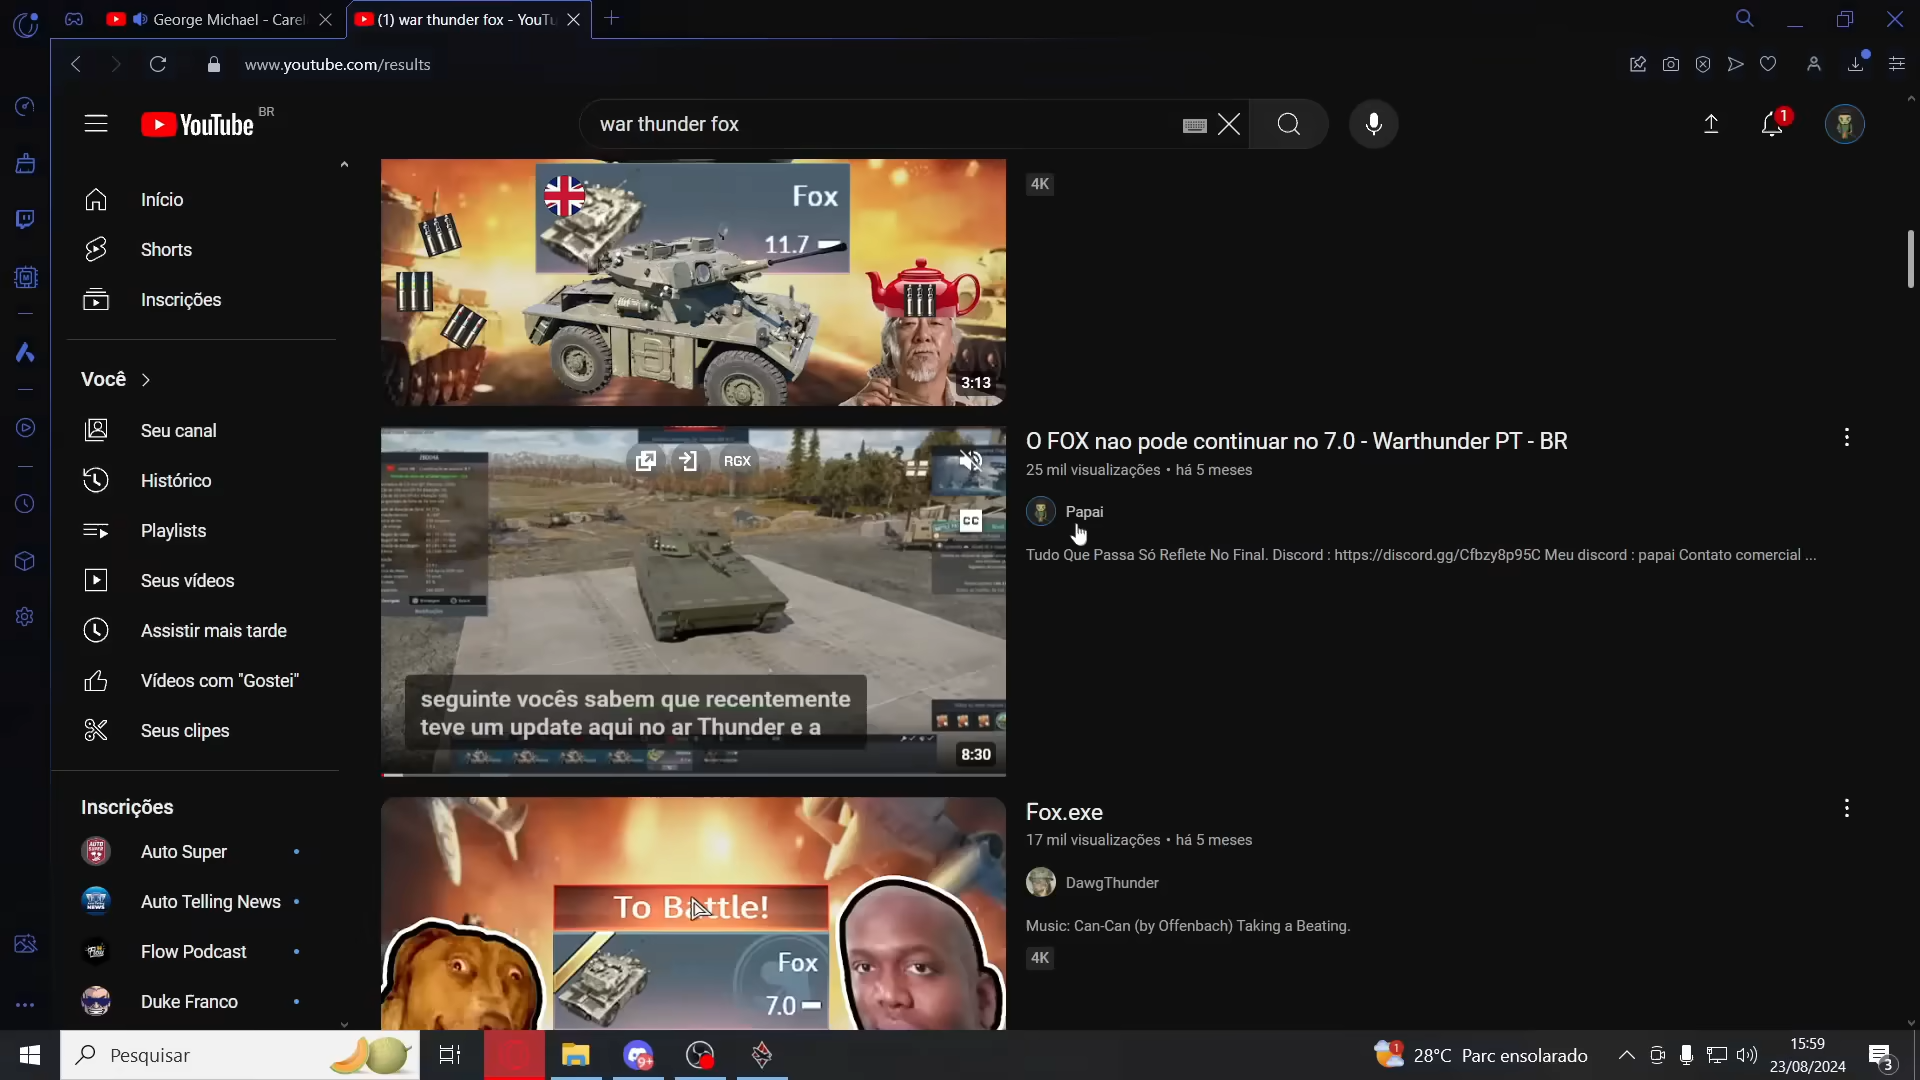 George Michael - Carel
(1) war thunder fox - YouTu
www.youtube.com/results
YouTube BR
war thunder fox
1
Início
Shorts
Inscrições
Você
Seu canal
Histórico
Playlists
Seus vídeos
Assistir mais tarde
Vídeos com "Gostei"
Seus clipes
Inscrições
Auto Super
Auto Telling News
Flow Podcast
Duke Franco
Fox
11.7
3:13
4K
RGX
CC
seguinte vocês sabem que recentemente
teve um update aqui no ar Thunder e a
8:30
O FOX nao pode continuar no 7.0 - Warthunder PT - BR
25 mil visualizações • há 5 meses
Papai
Tudo Que Passa Só Reflete No Final. Discord : https://discord.gg/Cfbzy8p95C Meu discord : papai Contato comercial ...
To Battle!
Fox
7.0
Fox.exe
17 mil visualizações • há 5 meses
DawgThunder
Music: Can-Can (by Offenbach) Taking a Beating.
4K
Pesquisar
9+
1
28°C Parc ensolarado
15:59
23/08/2024
3